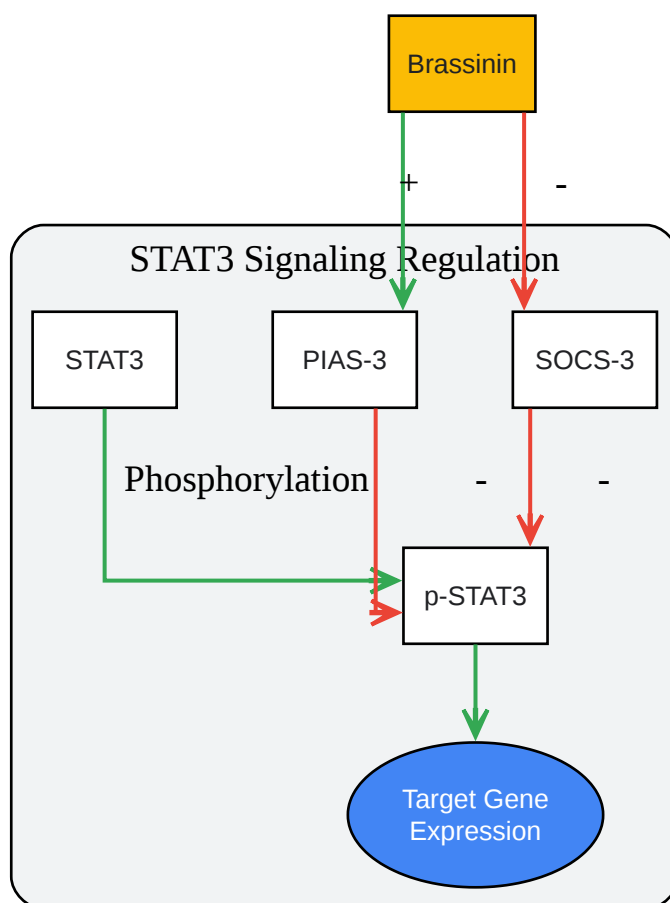 Brassinin
+
-
STAT3 Signaling Regulation
STAT3
PIAS-3
SOCS-3
Phosphorylation
-
-
p-STAT3
Target Gene
Expression